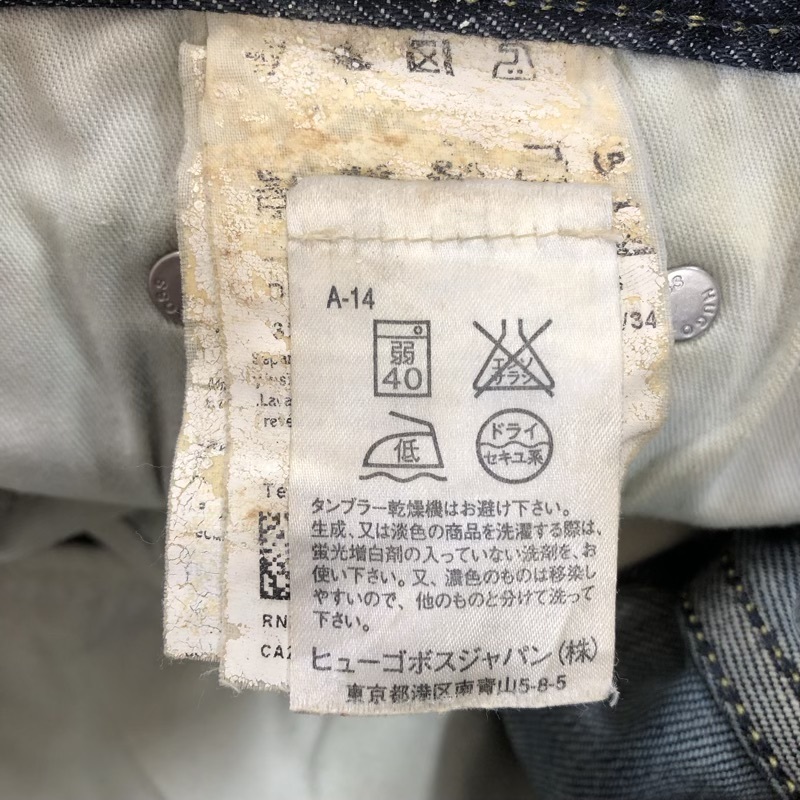 A-14
弱
40
エンソ
サラシ
低
ドライ
セキユ系
タンブラー乾燥機はお避け下さい。
生成、又は淡色の商品を洗濯する際は、
蛍光増白剤の入っていない洗剤を、お
使い下さい。又、濃色のものは移染し
やすいので、他のものと分けて洗って
下さい。
ヒューゴボスジャパン(株)
東京都港区南青山5-8-5
/34
RN
HUGO